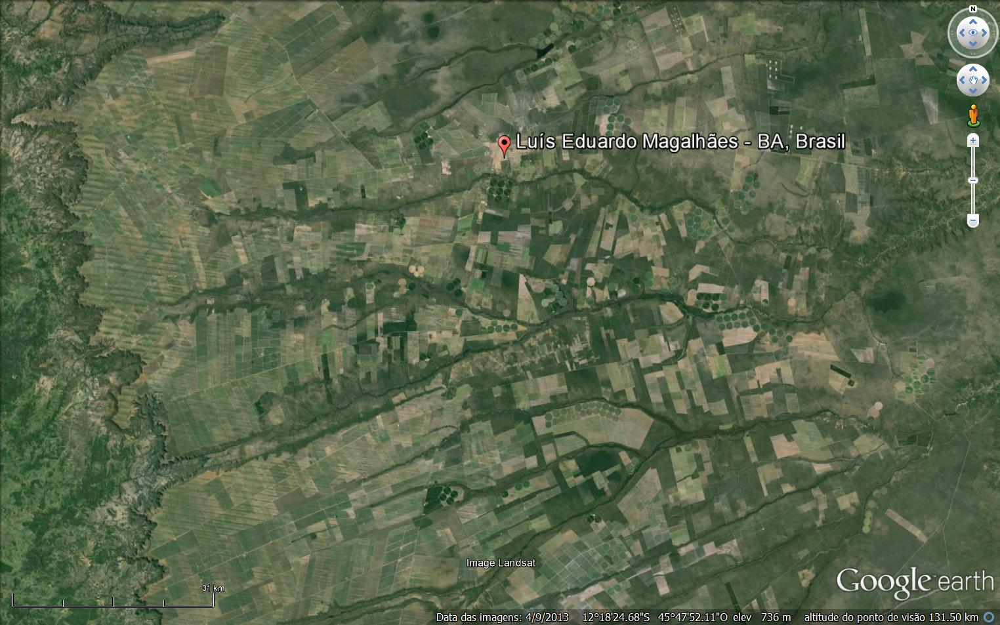 N
Luís Eduardo Magalhães - BA, Brasil
Image Landsat
31 km
Google earth
Data das imagens: 4/9/2013 12°18'24.68"S 45°47'52.11"O elev 736 m altitude do ponto de visão 131.50 km